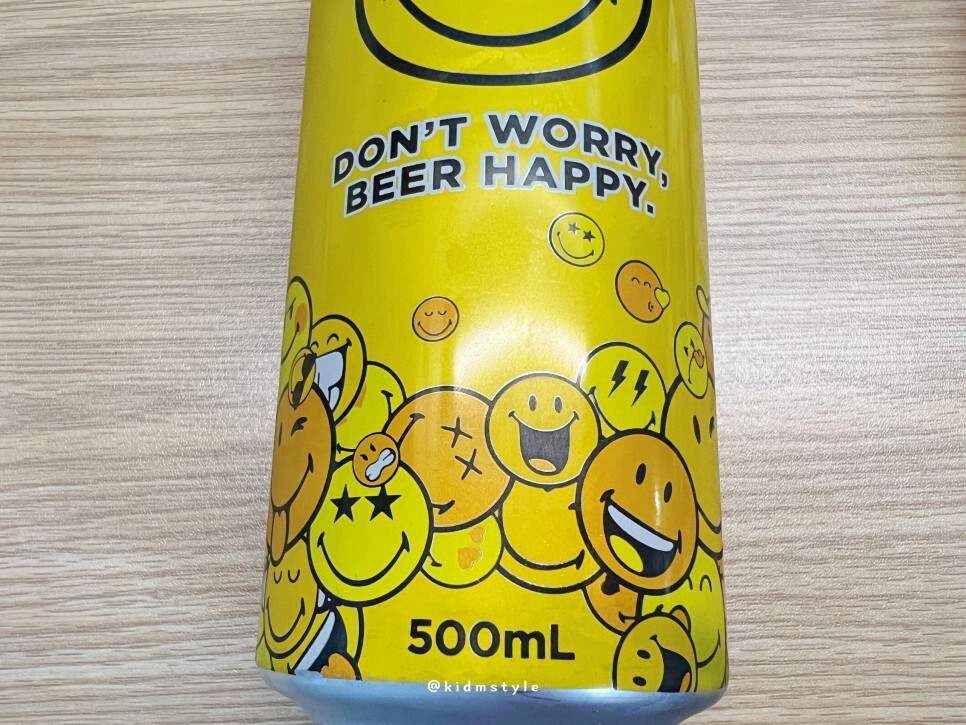 DON'T WORRY,
BEER HAPPY.
500mL
@kidmstyle